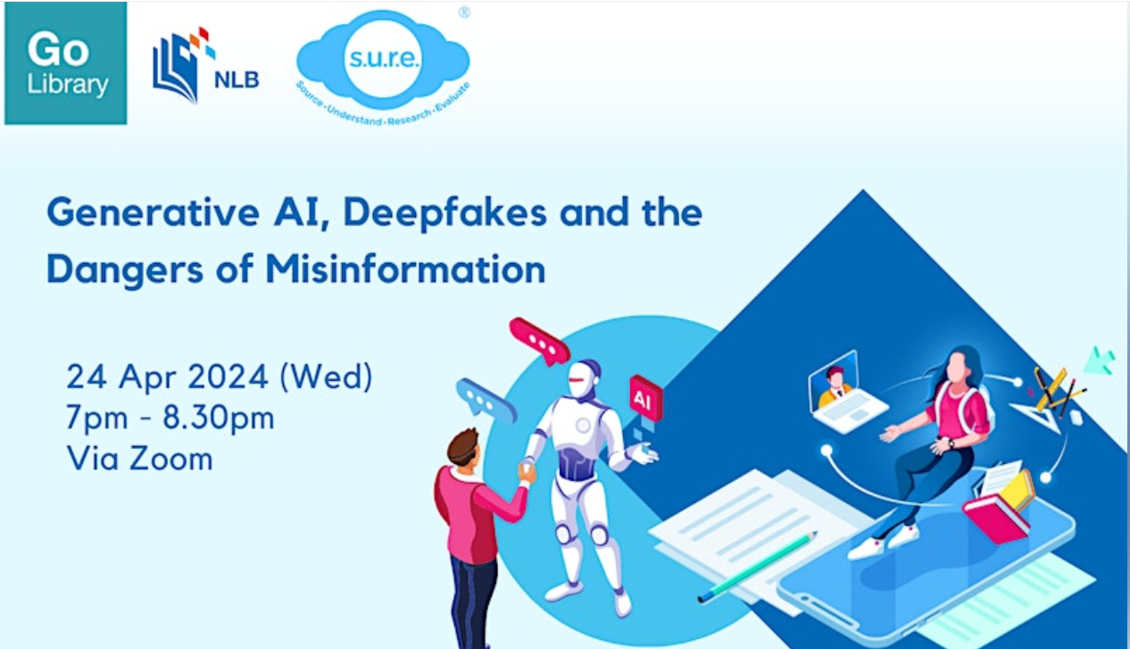 Go
Library
NLB
s.u.r.e.
®
Source•Understand•Research•Evaluate
Generative AI, Deepfakes and the
Dangers of Misinformation
24 Apr 2024 (Wed)
7pm - 8.30pm
Via Zoom
AI